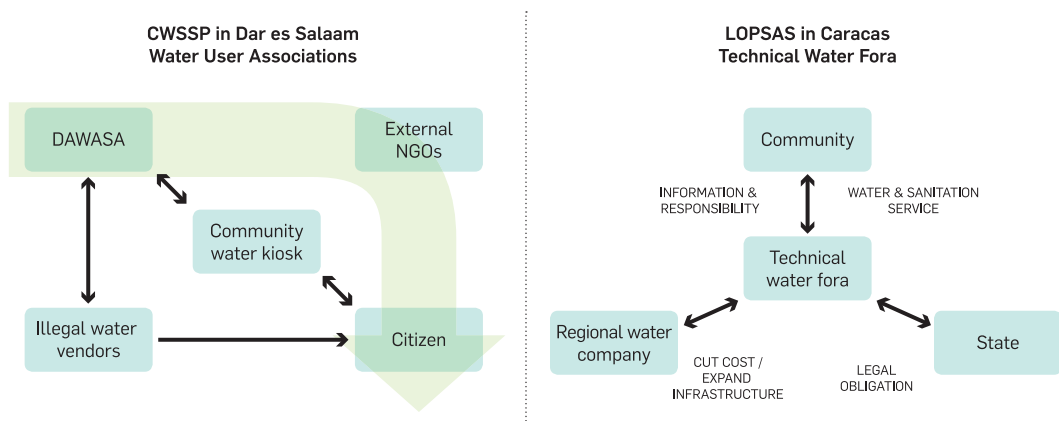 CWSSP in Dar es Salaam
Water User Associations
DAWASA
External
NGOs
Community
water kiosk
Illegal water
vendors
Citizen
LOPSAS in Caracas
Technical Water Fora
Community
INFORMATION &
RESPONSIBILITY
WATER & SANITATION
SERVICE
Technical
water fora
Regional water
company
State
CUT COST /
EXPAND
INFRASTRUCTURE
LEGAL
OBLIGATION